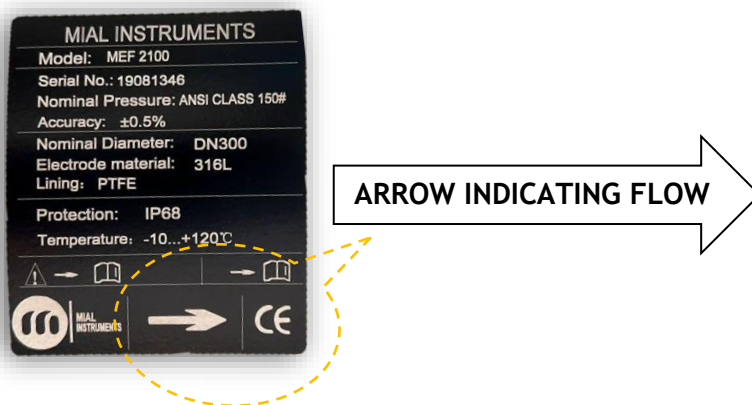 MIAL INSTRUMENTS
Model: MEF 2100
Serial No.: 19081346
Nominal Pressure: ANSI CLASS 150#
Accuracy: ±0.5%
Nominal Diameter: DN300
Electrode material: 316L
Lining: PTFE
Protection: IP68
Temperature: -10...+120℃
MIAL
INSTRUMENTS
CE
ARROW INDICATING FLOW